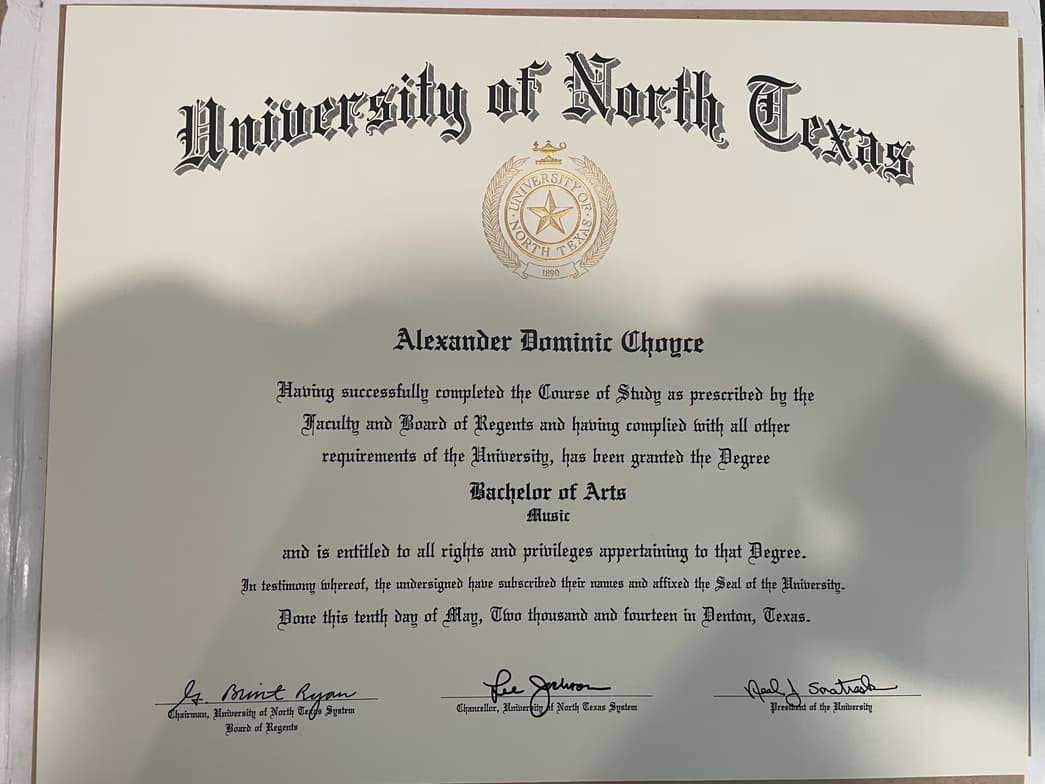 University of North Texas
UNIVERSITY OF
NORTH TEXAS
1890
Alexander Dominic Choyce
Having successfully completed the Course of Study as prescribed by the
Faculty and Board of Regents and having complied with all other
requirements of the University, has been granted the Degree
Bachelor of Arts
Music
and is entitled to all rights and privileges appertaining to that Degree.
In testimony whereof, the undersigned have subscribed their names and affixed the Seal of the University.
Done this tenth day of May, Two thousand and fourteen in Denton, Texas.
G. Brint Ryan
Chairman, University of North Texas System
Board of Regents
Lee Jackson
Chancellor, University of North Texas System
Neal J Smatresk
President of the University